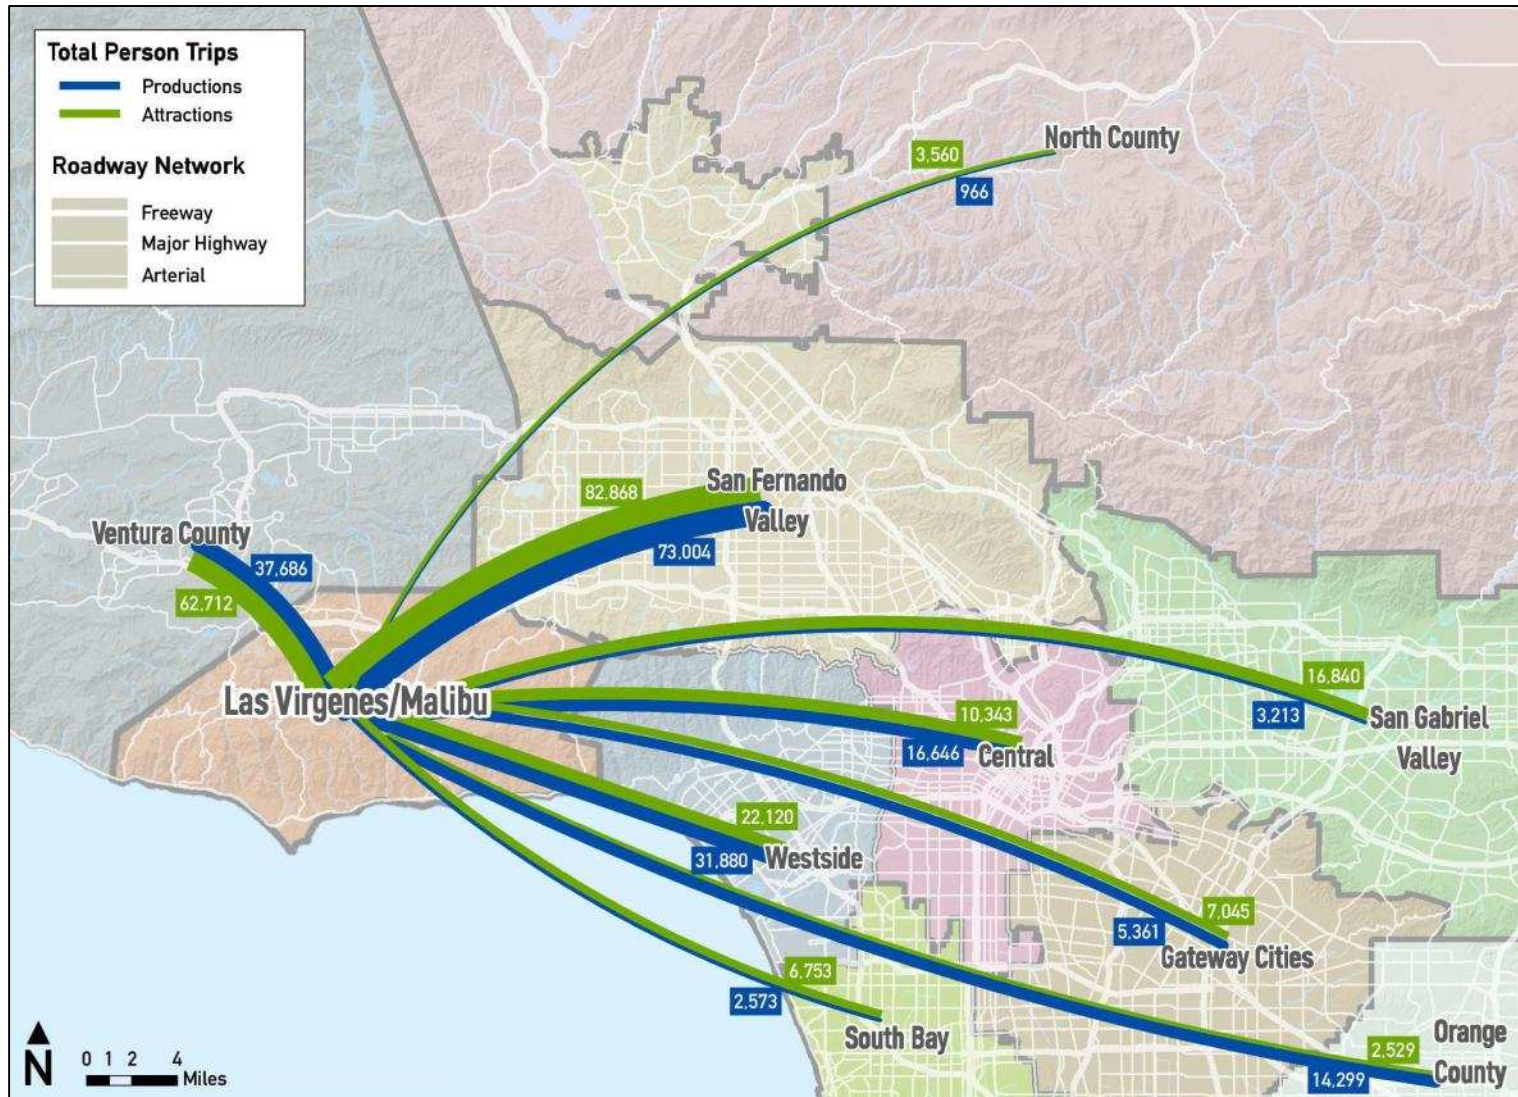 Total Person Trips
Productions
Attractions
Roadway Network
Freeway
Major Highway
Arterial
North County
3,560
966
San Fernando
Valley
82,868
73,004
Ventura County
37,686
62,712
Las Virgenes/Malibu
16,840
3,213
San Gabriel
Valley
10,343
16,646
Central
22,120
31,880
Westside
7,045
5,361
Gateway Cities
6,753
2,573
South Bay
2,529
14,299
Orange
County
N
0 1 2 4
Miles